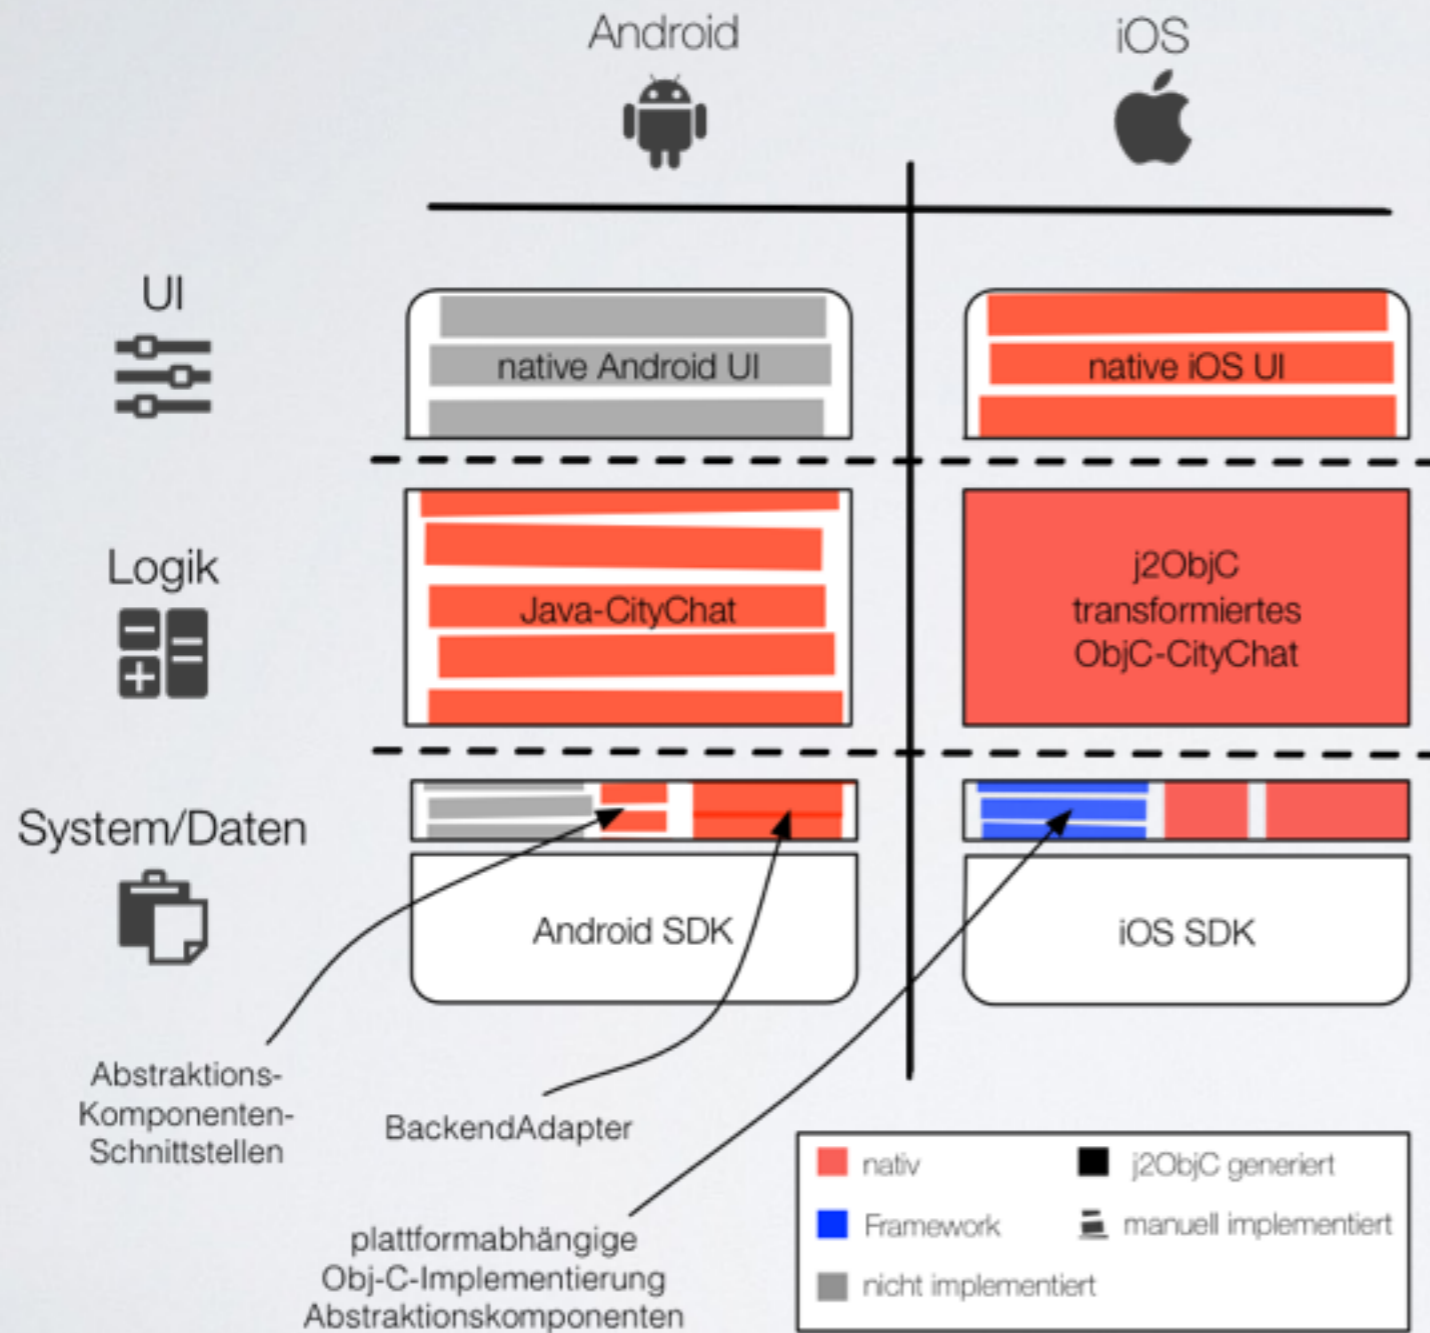 Android
iOS
UI
native Android UI
native iOS UI
Logik
Java-CityChat
j2ObjC
transformiertes
ObjC-CityChat
System/Daten
Android SDK
iOS SDK
Abstraktions-
Komponenten-
Schnittstellen
BackendAdapter
plattformabhängige
Obj-C-Implementierung
Abstraktionskomponenten
nativ
j2ObjC generiert
Framework
manuell implementiert
nicht implementiert